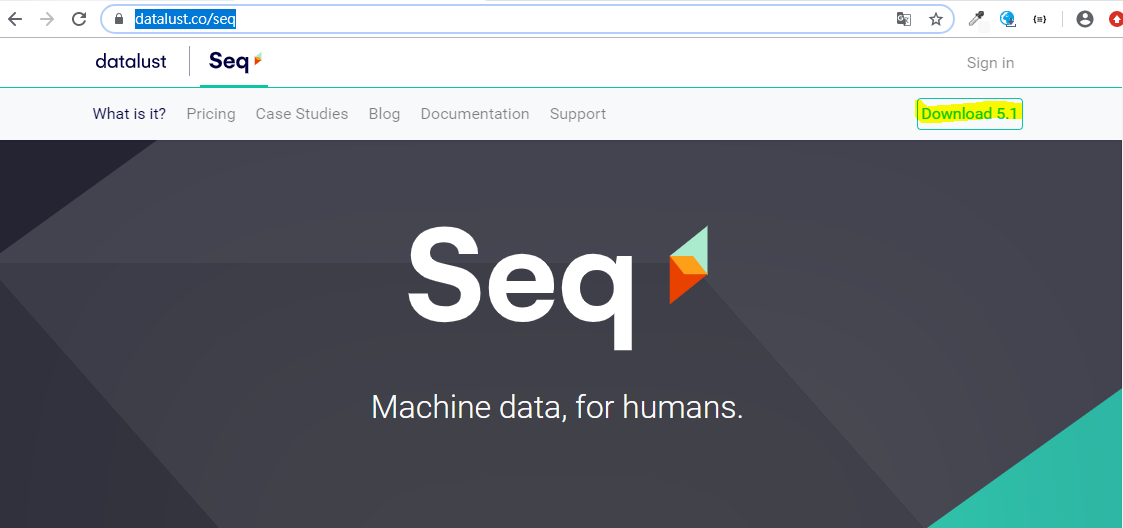 datalust.co/seq
datalust Seq Sign in
What is it? Pricing Case Studies Blog Documentation Support Download 5.1
Seq
Machine data, for humans.